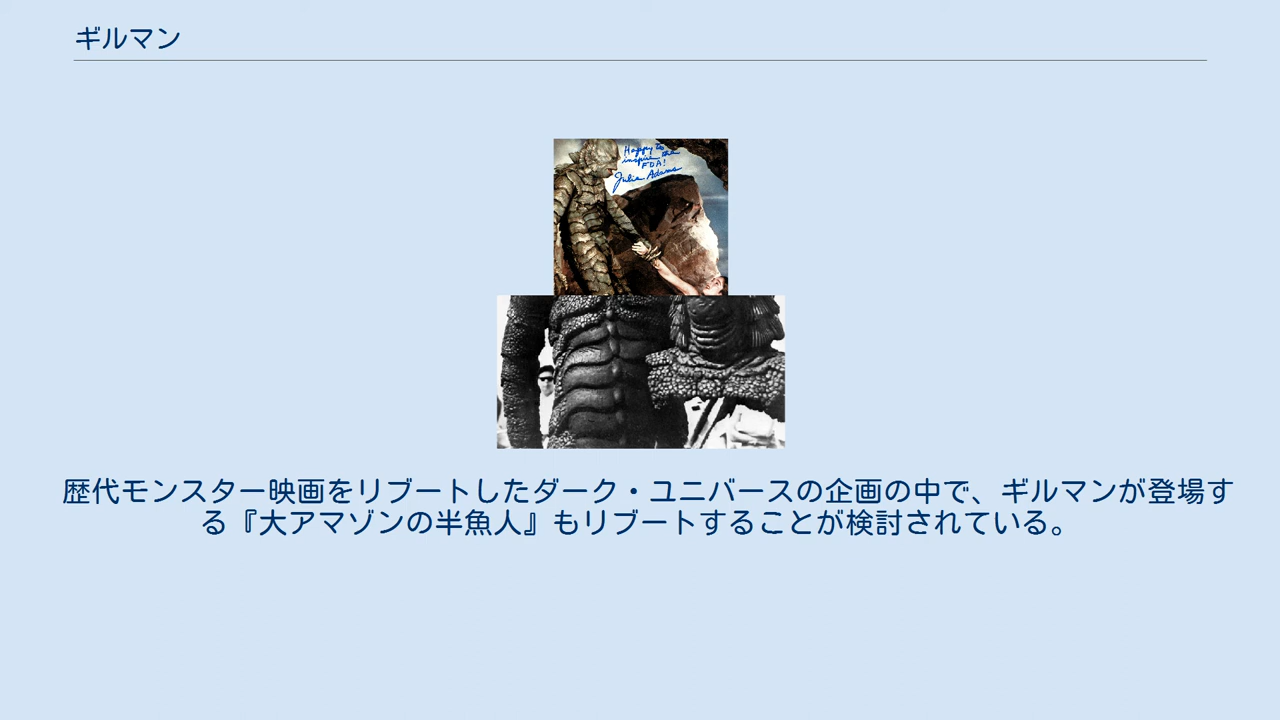 ギルマン
Happy to
inspire the
FDA!
Julie Adams
歴代モンスター映画をリブートしたダーク・ユニバースの企画の中で、ギルマンが登場す
る『大アマゾンの半魚人』もリブートすることが検討されている。